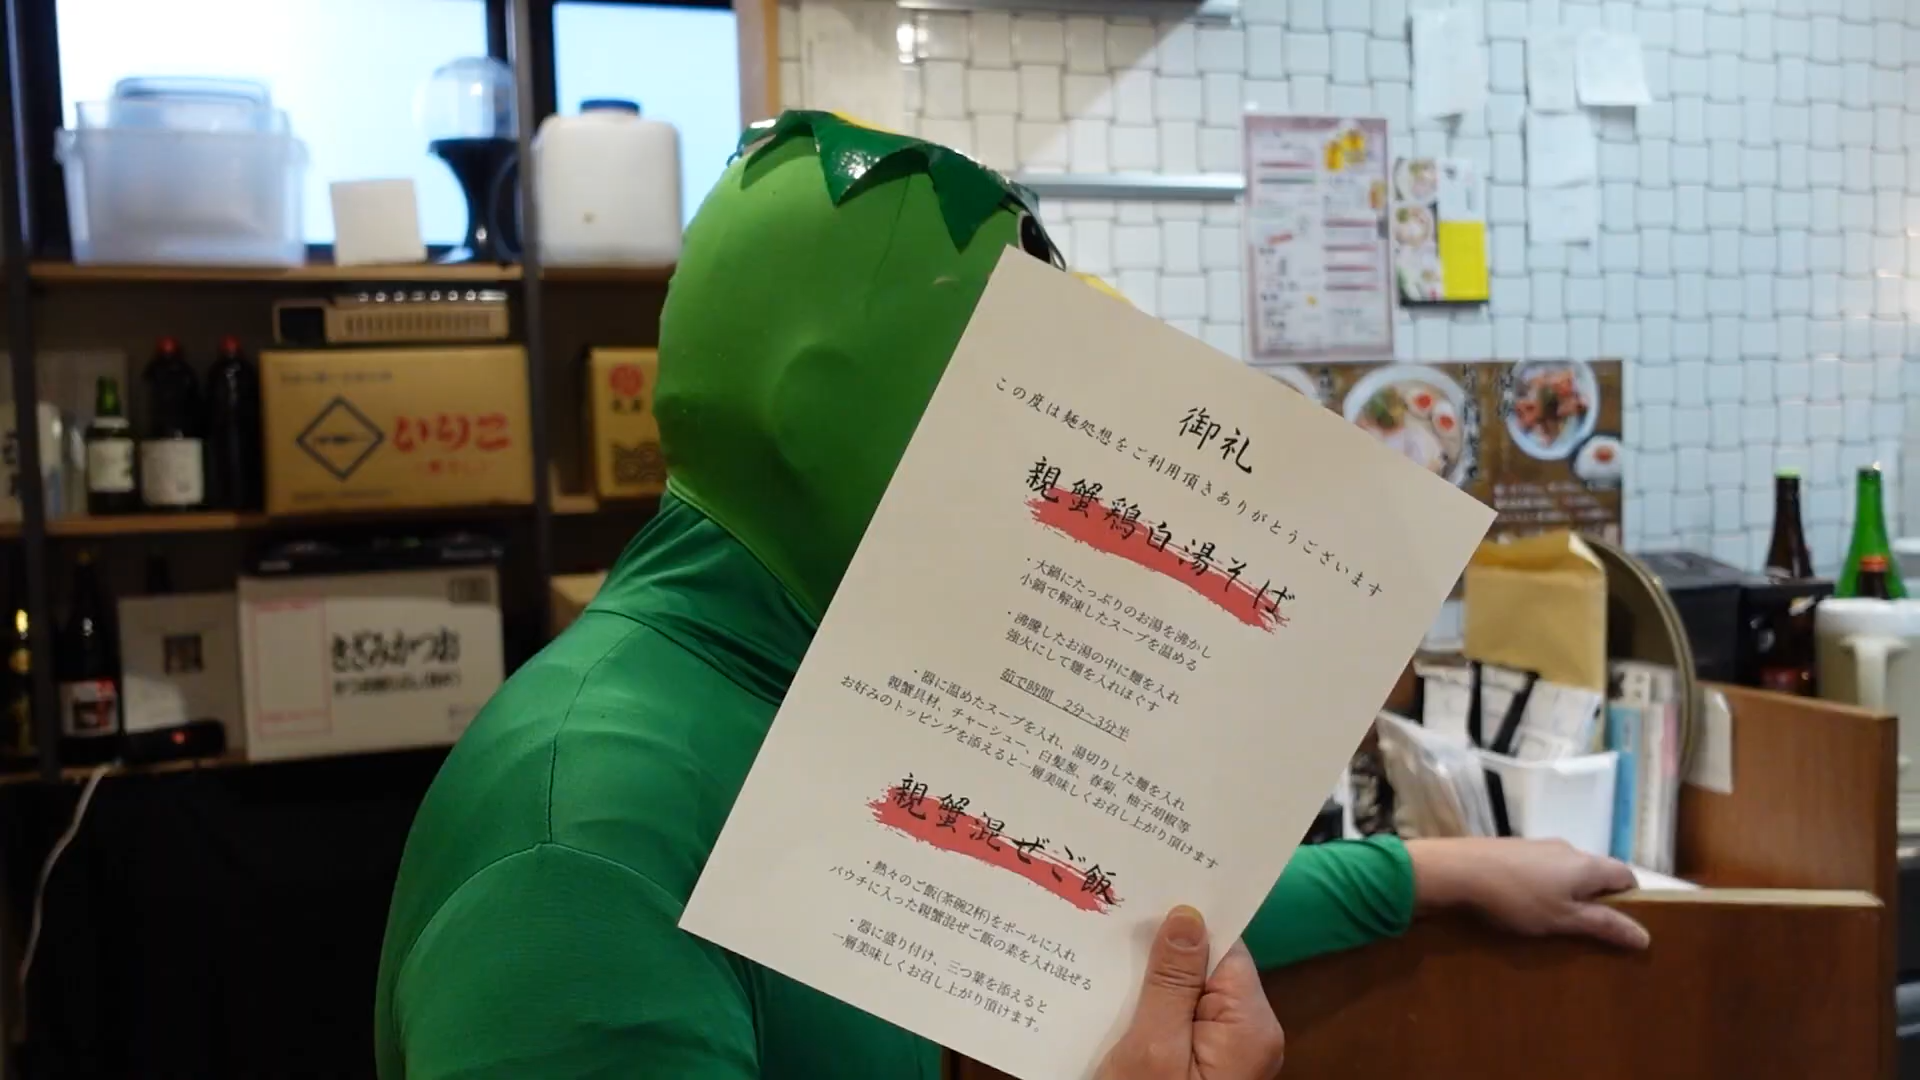 御礼
この度は麺処想をご利用頂きありがとうございます
親蟹鶏白湯そば
・大鍋にたっぷりのお湯を沸かし
小鍋で解凍したスープを温める
・沸騰したお湯の中に麺を入れ
強火にして麺を入れほぐす
茹で時間 2分〜3分半
・器に温めたスープを入れ、湯切りした麺を入れ
親蟹具材、チャーシュー、白髪葱、春菊、柚子胡椒等
お好みのトッピングを添えると一層美味しくお召し上がり頂けます
親蟹混ぜご飯
・熱々のご飯(茶碗2杯)をボールに入れ
パウチに入った親蟹混ぜご飯の素を入れ混ぜる
・器に盛り付け、三つ葉を添えると
一層美味しくお召し上がり頂けます。
いりこ
きざみかつお